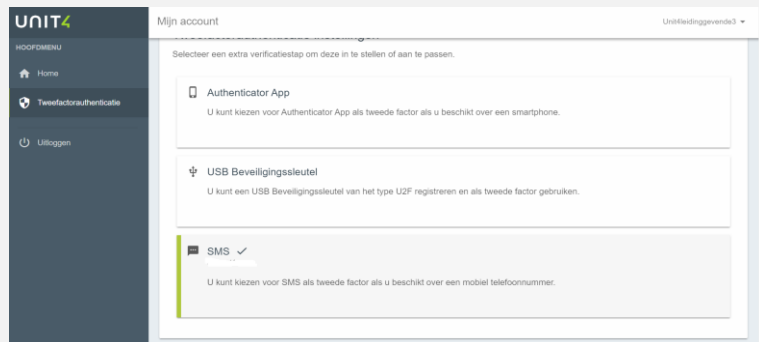 UNIT4
Mijn account
Unit4leidinggevende3
HOOFDMENU
Home
Tweefactorauthenticatie
Uitloggen
Tweefactorauthenticatie instellingen
Selecteer een extra verificatiestap om deze in te stellen of aan te passen.
Authenticator App
U kunt kiezen voor Authenticator App als tweede factor als u beschikt over een smartphone.
USB Beveiligingssleutel
U kunt een USB Beveiligingssleutel van het type U2F registreren en als tweede factor gebruiken.
SMS
U kunt kiezen voor SMS als tweede factor als u beschikt over een mobiel telefoonnummer.